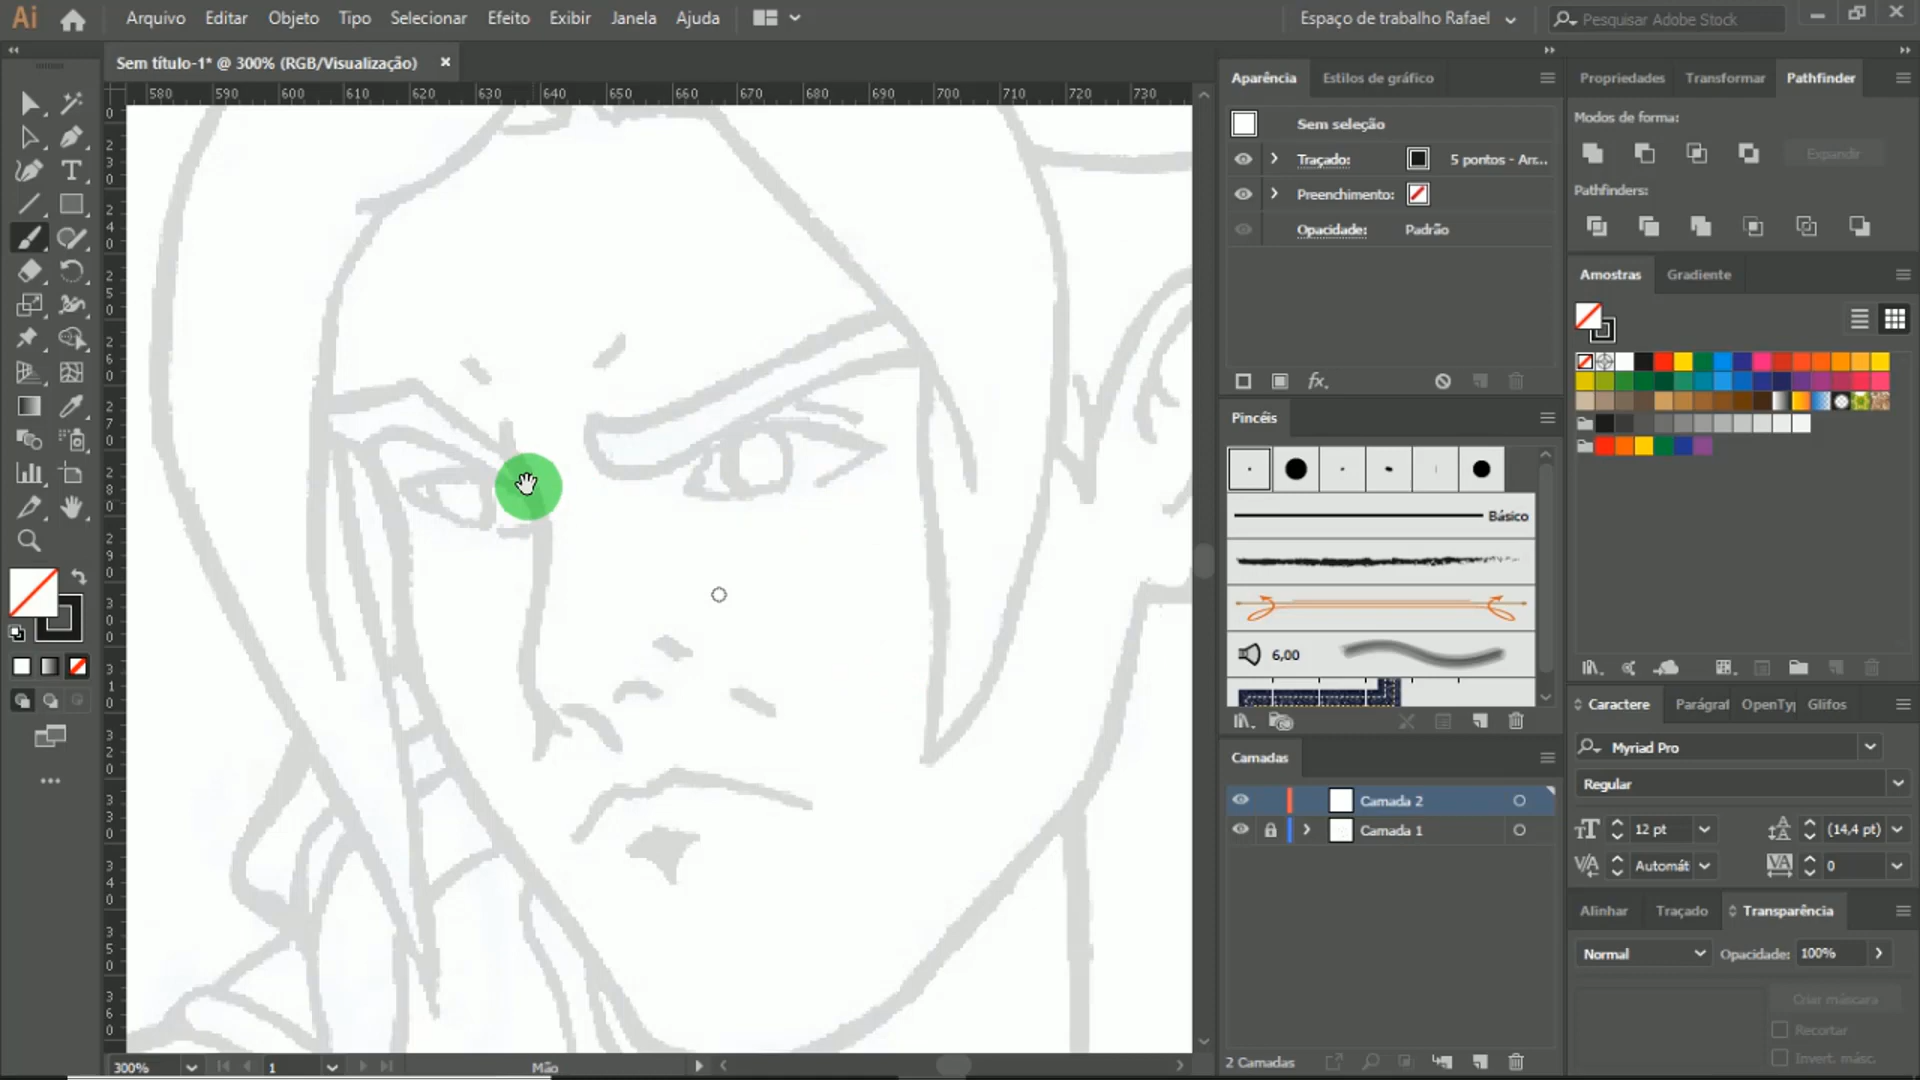 Ai
Arquivo Editar Objeto Tipo Selecionar Efeito Exibir Janela Ajuda
Espaço de trabalho Rafael
Pesquisar Adobe Stock
Sem título-1* @ 300% (RGB/Visualização)
580 590 600 610 620 630 640 650 660 670 680 690 700 710 720 730
Aparência Estilos de gráfico
Sem seleção
Traçado: 5 pontos - Arr...
Preenchimento:
Opacidade: Padrão
fx.
Pincéis
Básico
6,00
Camadas
Camada 2
Camada 1
2 Camadas
Propriedades Transformar Pathfinder
Modos de forma:
Expandir
Pathfinders:
Amostras Gradiente
Caractere Parágraf OpenTy Glifos
Myriad Pro
Regular
12 pt (14,4 pt)
Automát 0
Alinhar Traçado Transparência
Normal Opacidade: 100%
Criar máscara
Recortar
Invert. másc.
300% 1 Mão